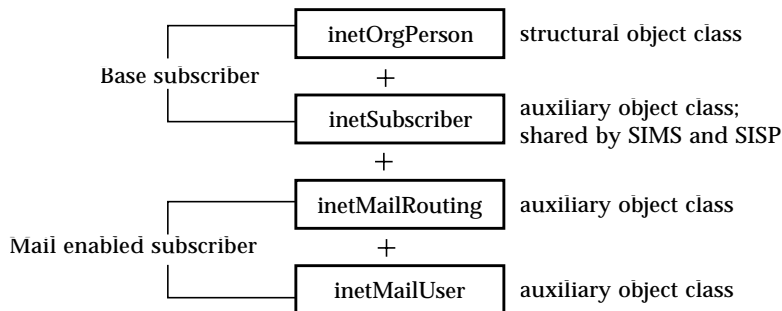 inetOrgPerson structural object class
Base subscriber
+
inetSubscriber auxiliary object class;
shared by SIMS and SISP
+
inetMailRouting auxiliary object class
Mail enabled subscriber
+
inetMailUser auxiliary object class